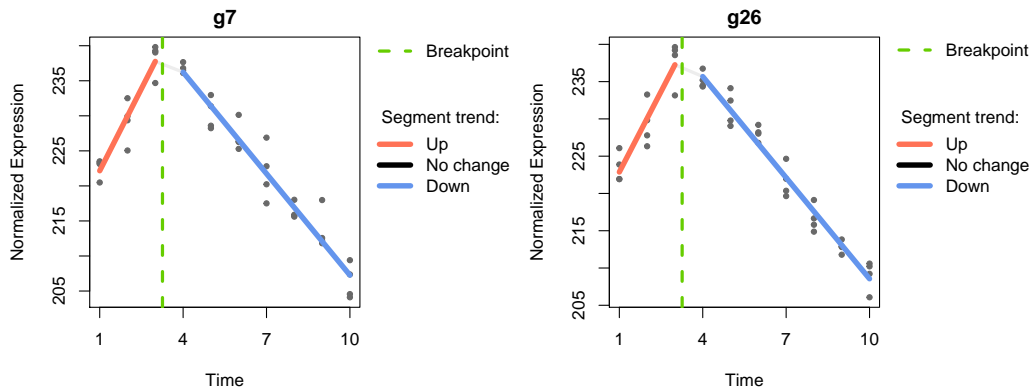 g7
Normalized Expression
235
225
215
205
1
4
7
10
Time
Breakpoint
Segment trend:
Up
No change
Down
g26
Normalized Expression
235
225
215
205
1
4
7
10
Time
Breakpoint
Segment trend:
Up
No change
Down